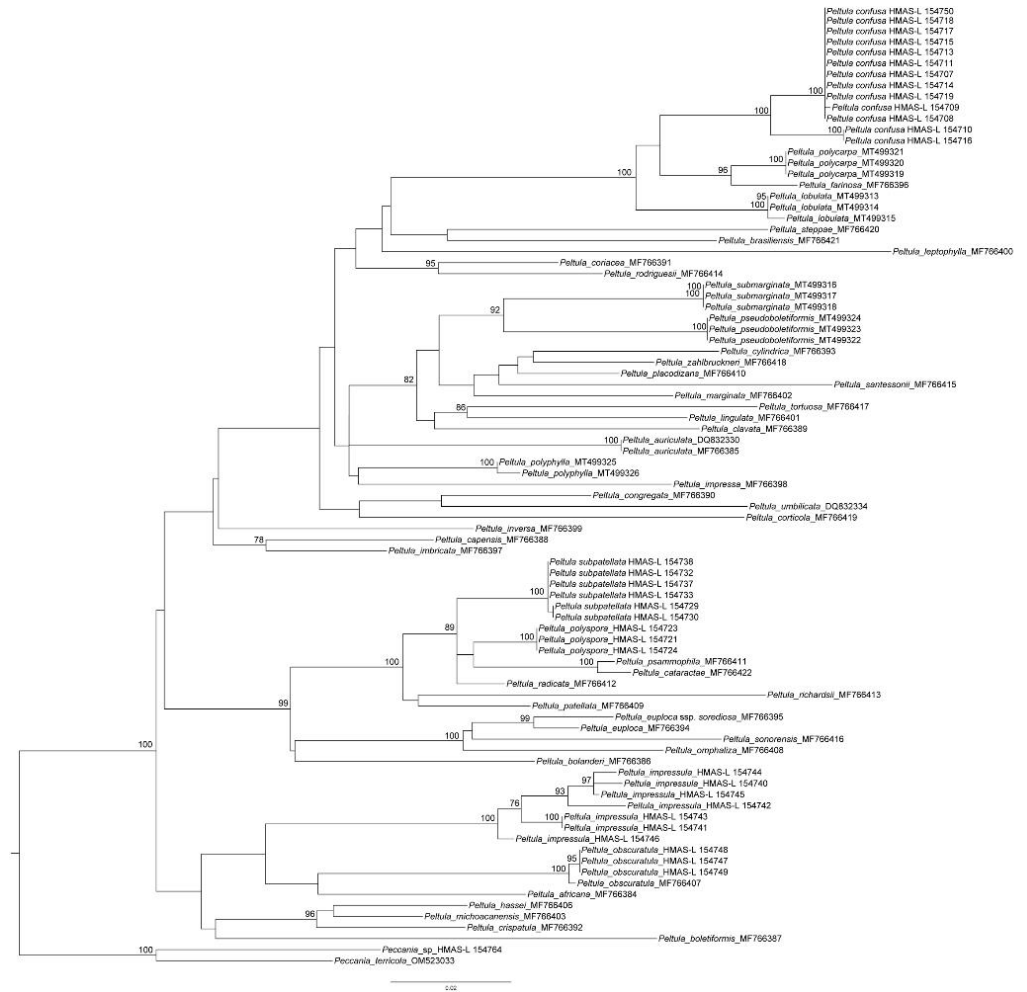 Peltula confusa HMAS-L 154750
Peltula confusa HMAS-L 154718
Peltula confusa HMAS-L 154717
Peltula confusa HMAS-L 154715
Peltula confusa HMAS-L 154713
Peltula confusa HMAS-L 154711
Peltula confusa HMAS-L 154707
Peltula confusa HMAS-L 154714
100
Peltula confusa HMAS-L 154719
Peltula confusa HMAS-L 154709
100
Peltula confusa HMAS-L 154708
100
Peltula confusa HMAS-L 154710
Peltula confusa HMAS-L 154716
Peltula_polycarpa_MT499321
100
Peltula_polycarpa_MT499320
96
Peltula_polycarpa_MT499319
100
Peltula_farinosa_MF766396
95
Peltula_lobulata_MT499313
100
Peltula_lobulata_MT499314
Peltula_lobulata_MT499315
Peltula_steppae_MF766420
Peltula_brasiliensis_MF766421
Peltula_leptophylla_MF766400
95
Peltula_coriacea_MF766391
Peltula_rodriguesii_MF766414
100
Peltula_submarginata_MT499316
100
Peltula_submarginata_MT499317
Peltula_submarginata_MT499318
92
Peltula_pseudoboletiformis_MT499324
100
Peltula_pseudoboletiformis_MT499323
Peltula_pseudoboletiformis_MT499322
Peltula_cylindrica_MF766393
Peltula_zahlbruckneri_MF766418
Peltula_placodizans_MF766410
82
Peltula_santessonii_MF766415
Peltula_marginata_MF766402
86
Peltula_tortuosa_MF766417
Peltula_lingulata_MF766401
Peltula_clavata_MF766389
100
Peltula_auriculata_DQ832330
Peltula_auriculata_MF766385
100
Peltula_polyphylla_MT499325
Peltula_polyphylla_MT499326
Peltula_impressa_MF766398
Peltula_congregata_MF766390
Peltula_umbilicata_DQ832334
Peltula_corticola_MF766419
Peltula_inversa_MF766399
78
Peltula_capensis_MF766388
Peltula_imbricata_MF766397
Peltula subpatellata HMAS-L 154738
Peltula subpatellata HMAS-L 154732
Peltula subpatellata HMAS-L 154737
100
Peltula subpatellata HMAS-L 154733
Peltula subpatellata HMAS-L 154729
Peltula subpatellata HMAS-L 154730
89
Peltula_polyspora_HMAS-L 154723
100
Peltula_polyspora_HMAS-L 154721
Peltula_polyspora_HMAS-L 154724
100
100
Peltula_psammophila_MF766411
Peltula_cataractae_MF766422
Peltula_radicata_MF766412
Peltula_richardsii_MF766413
99
Peltula_patellata_MF766409
99
Peltula_euploca ssp. sorediosa_MF766395
Peltula_euploca_MF766394
100
Peltula_sonorensis_MF766416
100
Peltula_omphaliza_MF766408
Peltula_bolanderi_MF766386
Peltula_impressula_HMAS-L 154744
97
Peltula_impressula_HMAS-L 154740
93
Peltula_impressula_HMAS-L 154745
76
Peltula_impressula_HMAS-L 154742
100
100
Peltula_impressula_HMAS-L 154743
Peltula_impressula_HMAS-L 154741
Peltula_impressula_HMAS-L 154746
Peltula_obscuratula_HMAS-L 154748
95
Peltula_obscuratula_HMAS-L 154747
100
Peltula_obscuratula_HMAS-L 154749
Peltula_obscuratula_MF766407
Peltula_africana_MF766384
Peltula_hassei_MF766406
96
Peltula_michoacanensis_MF766403
Peltula_crispatula_MF766392
Peltula_boletiformis_MF766387
100
Peccania_sp_HMAS-L 154764
Peccania_terricola_OM523033
0.02